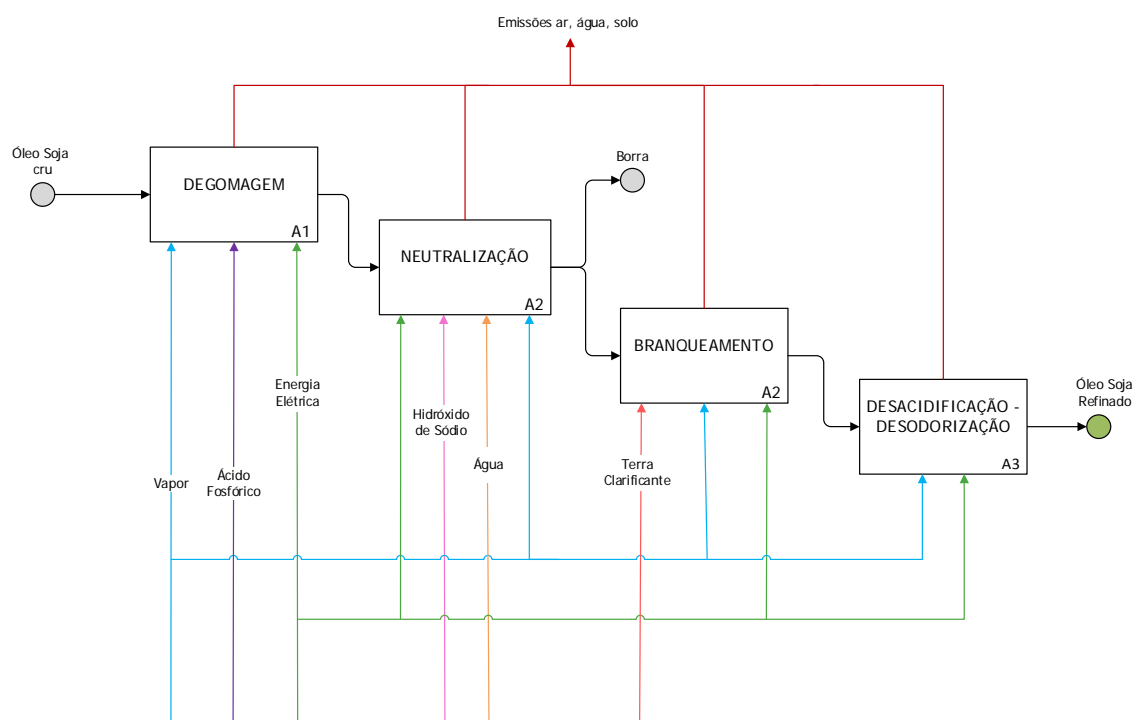 Emissões ar, água, solo
Óleo Soja
cru
DEGOMAGEM
A1
Borra
NEUTRALIZAÇÃO
A2
BRANQUEAMENTO
A2
DESACIDIFICAÇÃO -
DESODORIZAÇÃO
A3
Óleo Soja
Refinado
Energia
Elétrica
Hidróxido
de Sódio
Água
Terra
Clarificante
Vapor
Ácido
Fosfórico